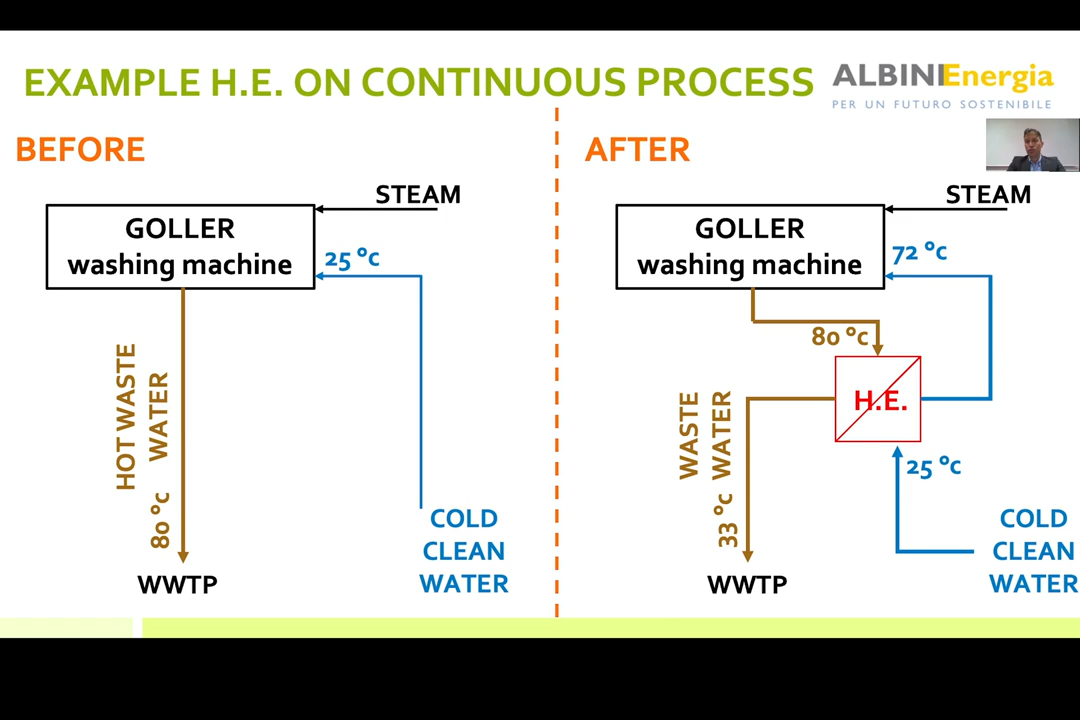 EXAMPLE H.E. ON CONTINUOUS PROCESS
ALBINIEnergia
PER UN FUTURO SOSTENIBILE
BEFORE
STEAM
GOLLER
washing machine
25 °C
HOT WASTE
WATER
80 °C
WWTP
COLD
CLEAN
WATER
AFTER
STEAM
GOLLER
washing machine
72 °C
80 °C
H.E.
WASTE
WATER
33 °C
25 °C
WWTP
COLD
CLEAN
WATER